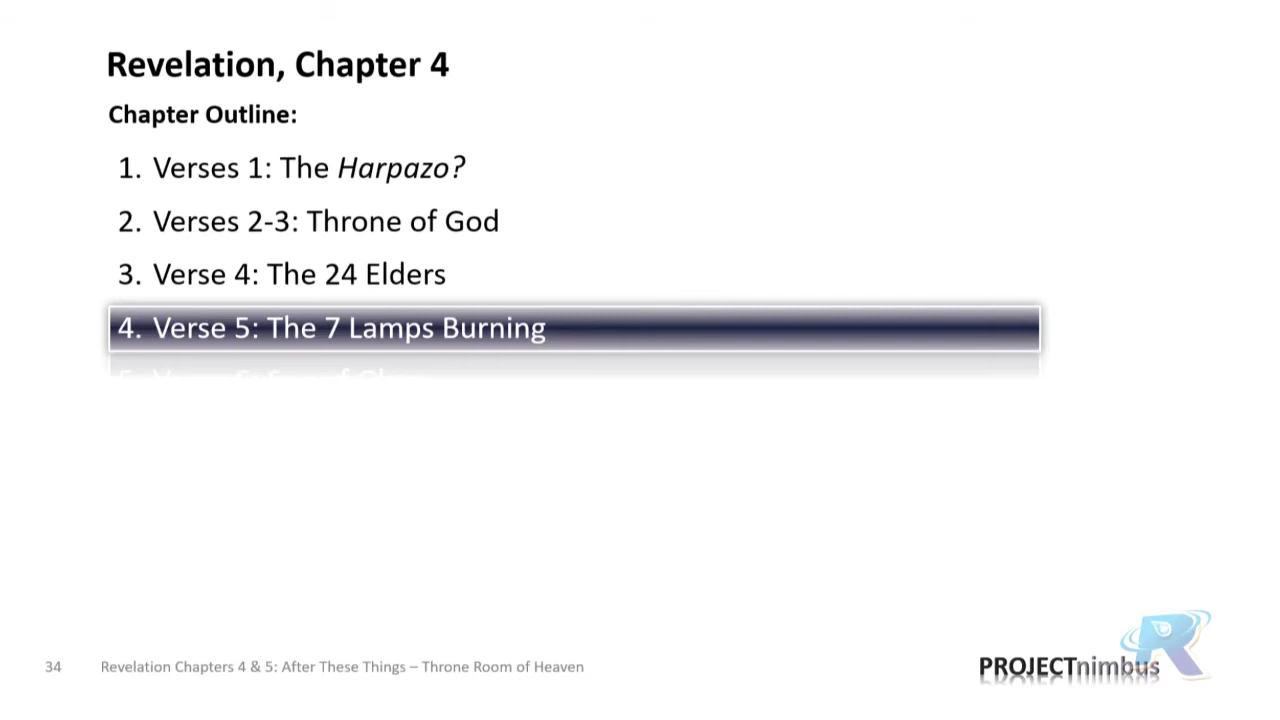 Revelation, Chapter 4
Chapter Outline:
1. Verses 1: The Harpazo?
2. Verses 2-3: Throne of God
3. Verse 4: The 24 Elders
4. Verse 5: The 7 Lamps Burning
34 Revelation Chapters 4 & 5: After These Things – Throne Room of Heaven
PROJECTnimbus
R